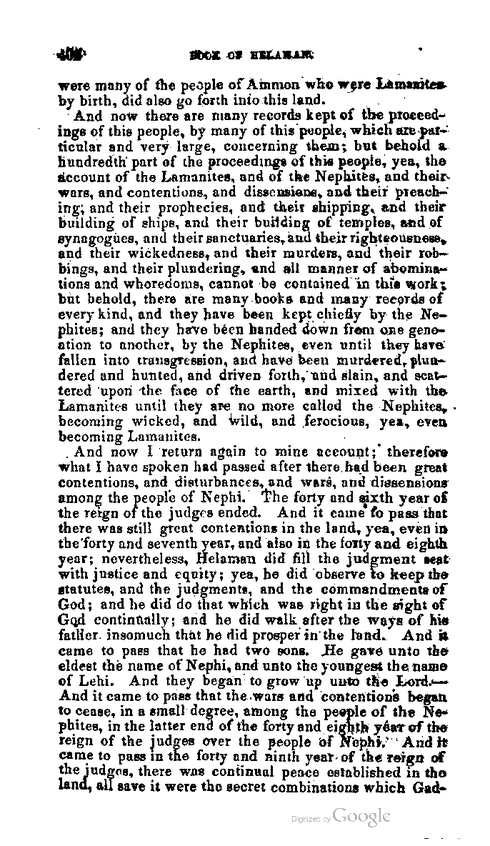 402 BOOK OF HELAMAN.
were many of the people of Ammon who were Lamanites
by birth, did also go forth into this land.
And now there are many records kept of the proceed-
ings of this people, by many of this people, which are par-
ticular and very large, concerning them; but behold a
hundredth part of the proceedings of this people, yea, the
account of the Lamanites, and of the Nephites, and their
wars, and contentions, and dissensions, and their preach-
ing, and their prophecies, and their shipping, and their
building of ships, and their building of temples, and of
synagogues, and their sanctuaries, and their righteousness,
and their wickedness, and their murders, and their rob-
bings, and their plundering, and all manner of abomina-
tions and whoredoms, cannot be contained in this work;
but behold, there are many books and many records of
every kind, and they have been kept chiefly by the Ne-
phites; and they have been handed down from one gene-
ation to another, by the Nephites, even until they have
fallen into transgression, and have been murdered, plun-
dered and hunted, and driven forth, and slain, and scat-
tered upon the face of the earth, and mixed with the
Lamanites until they are no more called the Nephites,
becoming wicked, and wild, and ferocious, yea, even
becoming Lamanites.
And now I return again to mine account; therefore
what I have spoken had passed after there had been great
contentions, and disturbances, and wars, and dissensions
among the people of Nephi. The forty and sixth year of
the reign of the judges ended. And it came to pass that
there was still great contentions in the land, yea, even in
the forty and seventh year, and also in the forty and eighth
year; nevertheless, Helaman did fill the judgment seat
with justice and equity; yea, he did observe to keep the
statutes, and the judgments, and the commandments of
God; and he did do that which was right in the sight of
God continually; and he did walk after the ways of his
father. insomuch that he did prosper in the land. And it
came to pass that he had two sons. He gave unto the
eldest the name of Nephi, and unto the youngest the name
of Lehi. And they began to grow up unto the Lord.—
And it came to pass that the wars and contentions began
to cease, in a small degree, among the people of the Ne-
phites, in the latter end of the forty and eighth year of the
reign of the judges over the people of Nephi. And it
came to pass in the forty and ninth year of the reign of
the judges, there was continual peace established in the
land, all save it were the secret combinations which Gad-
Digitized by Google